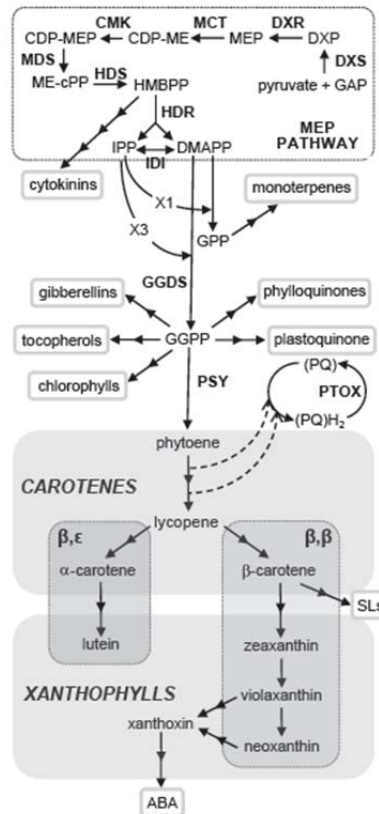 CMK MCT DXR
CDP-MEP CDP-ME MEP DXP
MDS HDS DXS
ME-cPP HMBPP pyruvate + GAP
HDR
MEP
PATHWAY
IPP IDI DMAPP
cytokinins X1 monoterpenes
X3 GPP
GGDS
gibberellins phylloquinones
tocopherols GGPP plastoquinone
chlorophylls PSY (PQ)
PTOX
(PQ)H2
phytoene
CAROTENES
lycopene
β,ε β,β
α-carotene β-carotene
SLs
lutein zeaxanthin
XANTHOPHYLLS violaxanthin
xanthoxin
neoxanthin
ABA